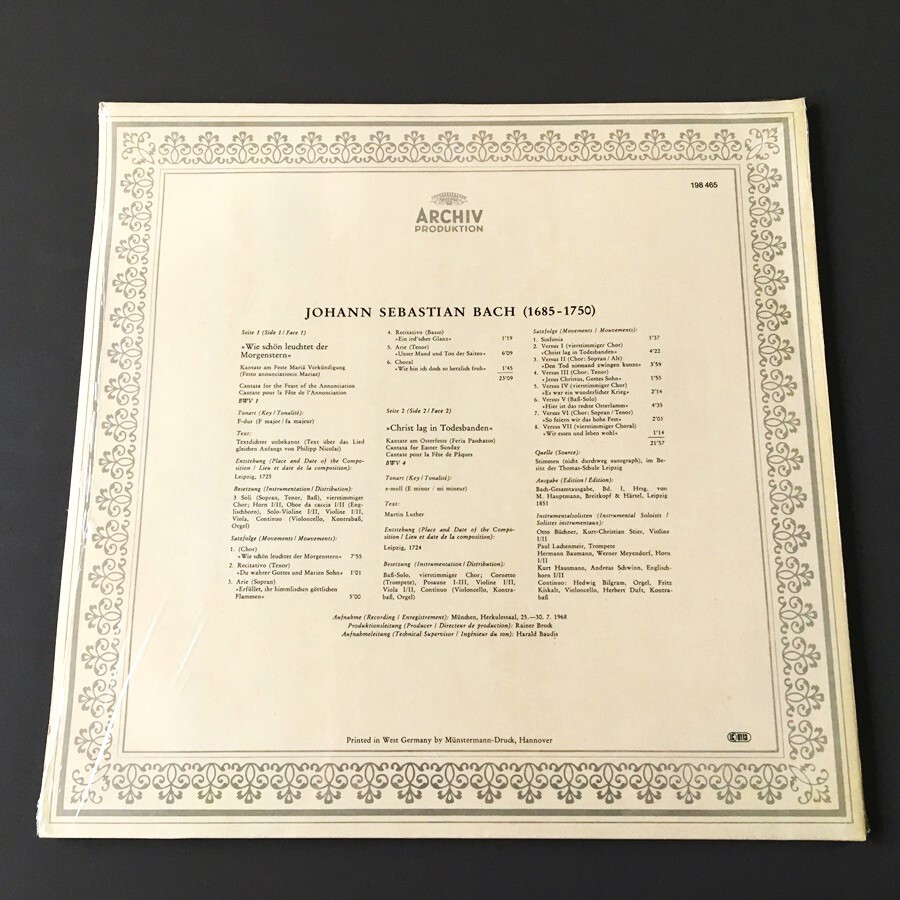 198 465
ARCHIV
PRODUKTION
JOHANN SEBASTIAN BACH (1685-1750)
Seite 1 (Side 1 / Face 1)
»Wie schön leuchtet der
Morgenstern«
Kantate am Feste Mariä Verkündigung
(Festo annunciationis Mariae)
Cantata for the Feast of the Annunciation
Cantate pour la Fête de l'Annonciation
BWV 1
Tonart (Key / Tonalité):
F-dur (F major / fa majeur)
Text:
Textdichter unbekannt (Text über das Lied
gleichen Anfangs von Philipp Nicolai)
Entstehung (Place and Date of the Compo-
sition / Lieu et date de la composition):
Leipzig, 1725
Besetzung (Instrumentation / Distribution):
3 Soli (Sopran, Tenor, Baß), vierstimmiger
Chor; Horn I/II, Oboe da caccia I/II (Eng-
lischhorn), Solo-Violine I/II, Violine I/II,
Viola, Continuo (Violoncello, Kontrabaß,
Orgel)
Satzfolge (Movements / Mouvements):
1. (Chor)
»Wie schön leuchtet der Morgenstern« 7'55
2. Recitativo (Tenor)
»Du wahrer Gottes und Marien Sohn« 1'01
3. Arie (Sopran)
»Erfüllet, ihr himmlischen göttlichen
Flammen« 5'00
4. Recitativo (Basso)
»Ein ird'scher Glanz« 1'19
5. Arie (Tenor)
»Unser Mund und Ton der Saiten« 6'09
6. Choral
»Wie bin ich doch so herzlich froh« 1'45
23'09
Seite 2 (Side 2 / Face 2)
»Christ lag in Todesbanden«
Kantate am Osterfeste (Feria Paschatos)
Cantata for Easter Sunday
Cantate pour la Fête de Pâques
BWV 4
Tonart (Key / Tonalité):
e-moll (E minor / mi mineur)
Text:
Martin Luther
Entstehung (Place and Date of the Compo-
sition / Lieu et date de la composition):
Leipzig, 1724
Besetzung (Instrumentation / Distribution):
Baß-Solo, vierstimmiger Chor; Cornetto
(Trompete), Posaune I-III, Violine I/II,
Viola I/II, Continuo (Violoncello, Kontra-
baß, Orgel)
Satzfolge (Movements / Mouvements):
1. Sinfonia 1'37
2. Versus I (vierstimmiger Chor)
»Christ lag in Todesbanden« 4'22
3. Versus II (Chor: Sopran / Alt)
»Den Tod niemand zwingen kunnt« 3'59
4. Versus III (Chor: Tenor)
»Jesus Christus, Gottes Sohn« 1'55
5. Versus IV (vierstimmiger Chor)
»Es war ein wunderlicher Krieg« 2'14
6. Versus V (Baß-Solo)
»Hier ist das rechte Osterlamm« 4'35
7. Versus VI (Chor: Sopran / Tenor)
»So feiern wir das hohe Fest« 2'01
8. Versus VII (vierstimmiger Choral)
»Wir essen und leben wohl« 1'14
21'57
Quelle (Source):
Stimmen (nicht durchweg autograph), im Be-
sitz der Thomas-Schule Leipzig
Ausgabe (Edition / Édition):
Bach-Gesamtausgabe, Bd. I, Hrsg. von
M. Hauptmann, Breitkopf & Härtel, Leipzig
1851
Instrumentalsolisten (Instrumental Soloists /
Solistes instrumentaux):
Otto Büchner, Kurt-Christian Stier, Violine
I/II
Paul Lachenmeir, Trompete
Hermann Baumann, Werner Meyendorf, Horn
I/II
Kurt Hausmann, Andreas Schwinn, Englisch-
horn I/II
Continuo: Hedwig Bilgram, Orgel, Fritz
Kiskalt, Violoncello, Herbert Duft, Kontra-
baß
Aufnahme (Recording / Enregistrement): München, Herkulessaal, 25.—30. 7. 1968
Produktionsleitung (Producer / Directeur de production): Rainer Brock
Aufnahmeleitung (Technical Supervisor / Ingénieur du son): Harald Baudis
Printed in West Germany by Münstermann-Druck, Hannover